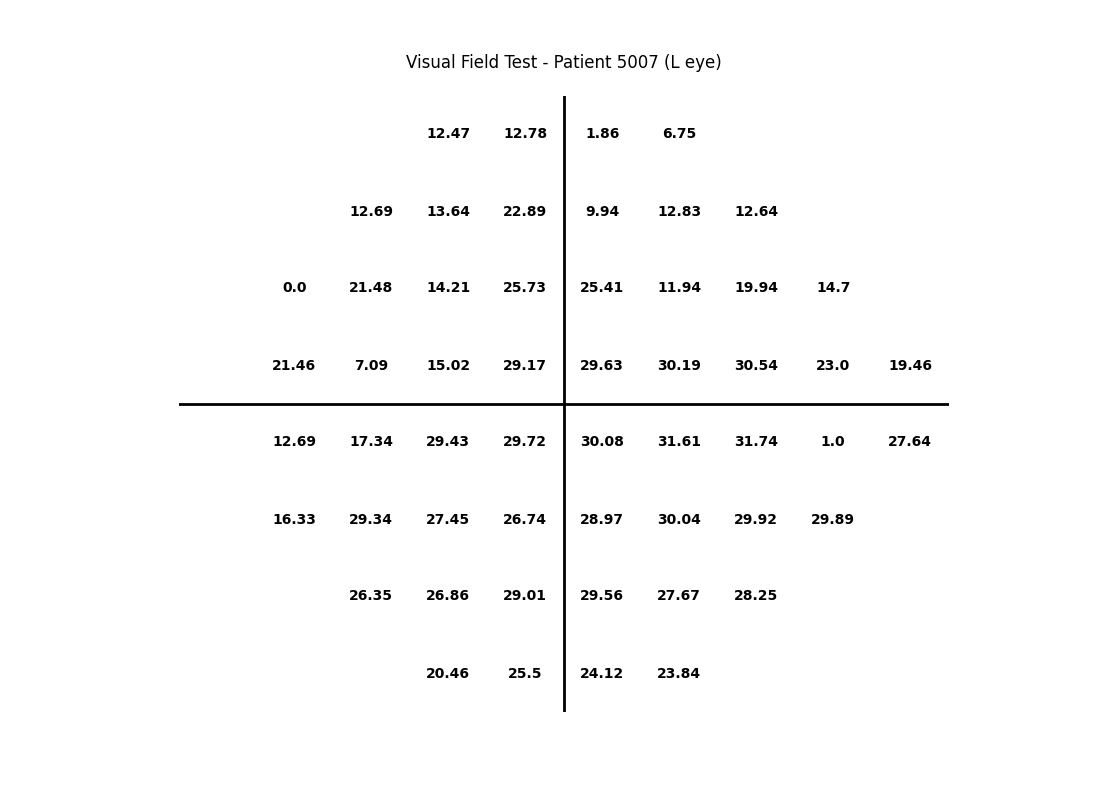 Visual Field Test - Patient 5007 (L eye)
12.47 12.78 1.86 6.75
12.69 13.64 22.89 9.94 12.83 12.64
0.0 21.48 14.21 25.73 25.41 11.94 19.94 14.7
21.46 7.09 15.02 29.17 29.63 30.19 30.54 23.0 19.46
12.69 17.34 29.43 29.72 30.08 31.61 31.74 1.0 27.64
16.33 29.34 27.45 26.74 28.97 30.04 29.92 29.89
26.35 26.86 29.01 29.56 27.67 28.25
20.46 25.5 24.12 23.84